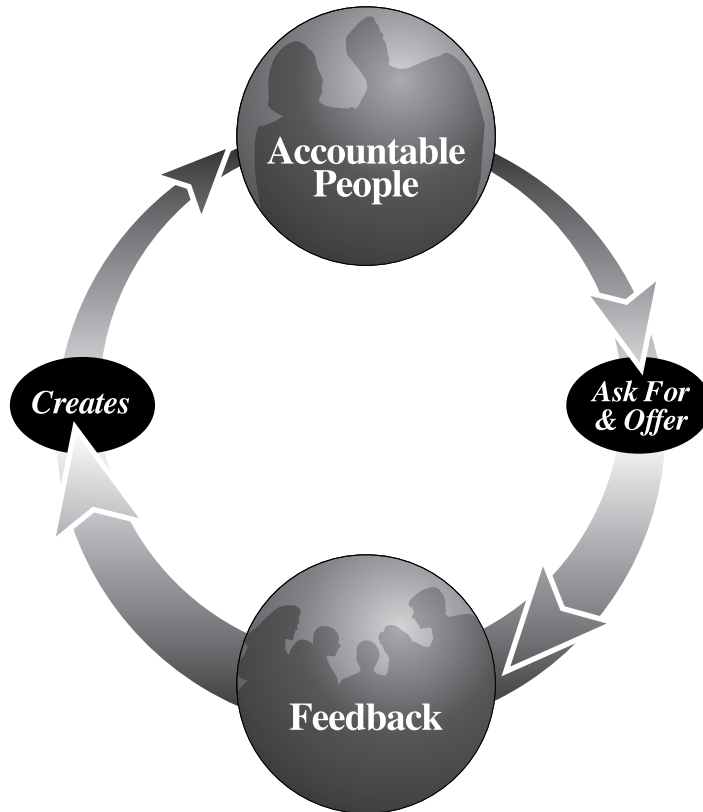 Accountable
People
Ask For
& Offer
Feedback
Creates